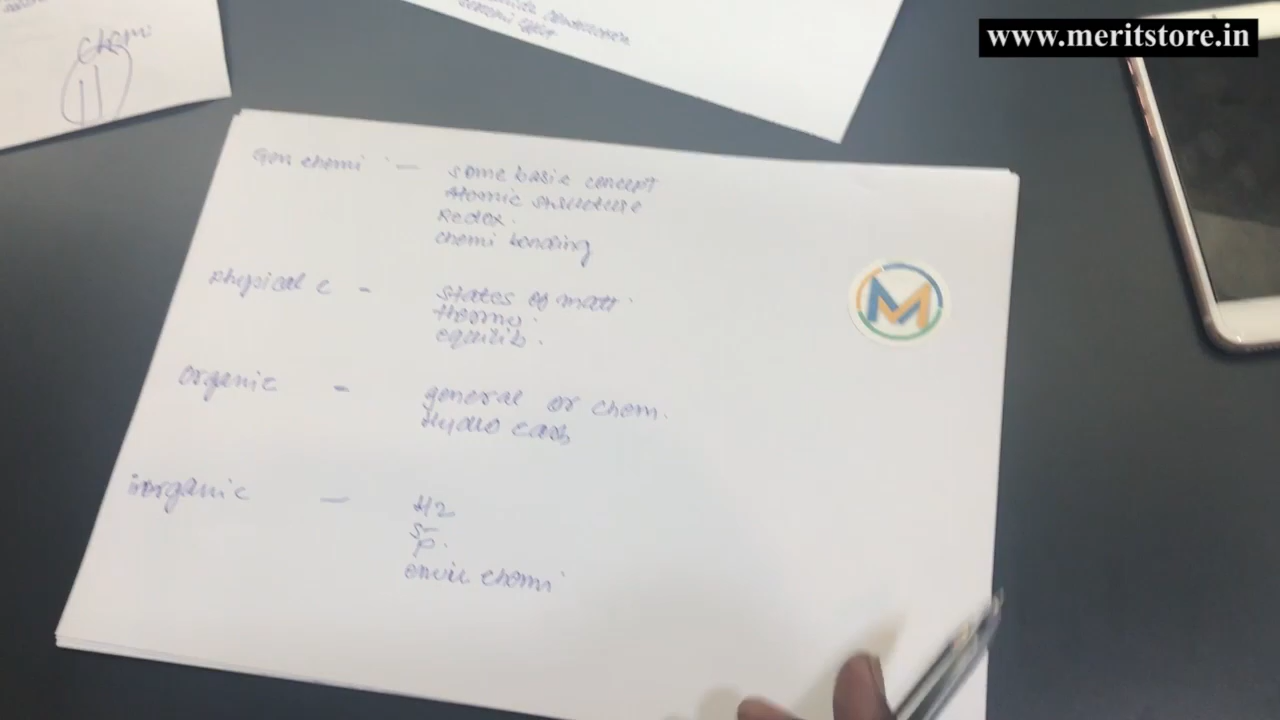 www.meritstore.in
chemi
11
Gen chemi :- some basic concept
Atomic structure
Redox.
chemi bonding
Physical c - states of matt.
thermo.
equilib.
Organic - general or chem.
Hydro carb
inorganic - H2
S-
P.
envir chemi
M